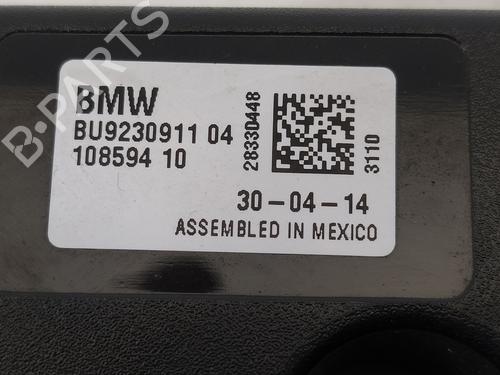 B-PARTS
BMW
BU9230911 04
108594 10
28330448
3110
30-04-14
ASSEMBLED IN MEXICO